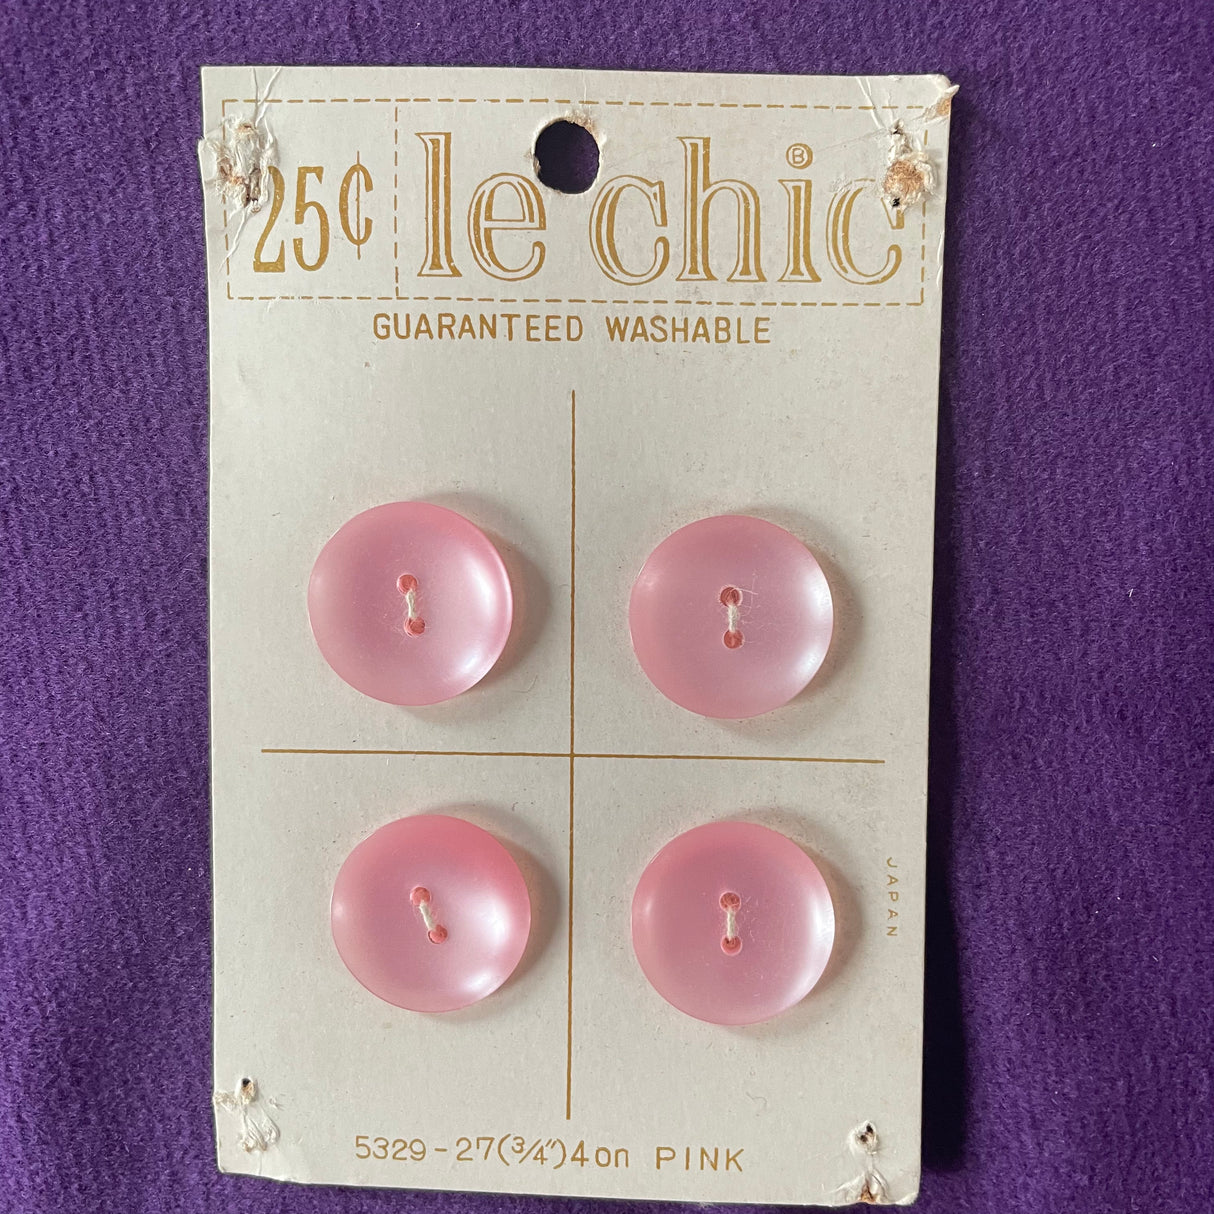 25¢ le chic ®
GUARANTEED WASHABLE
JAPAN
5329-27(3/4")4on PINK